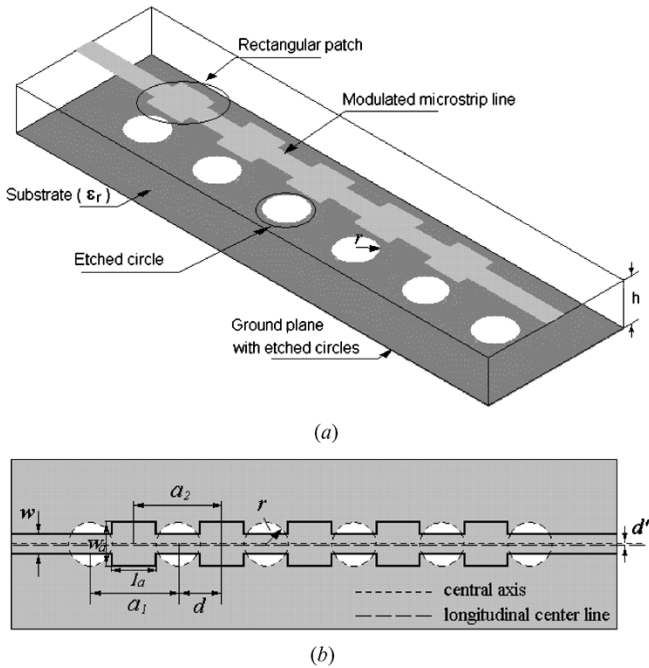 Rectangular patch
Modulated microstrip line
Substrate ( εr )
Etched circle
r
h
Ground plane
with etched circles
(a)
a2
r
w
wa
d'
la
a1
d
central axis
longitudinal center line
(b)